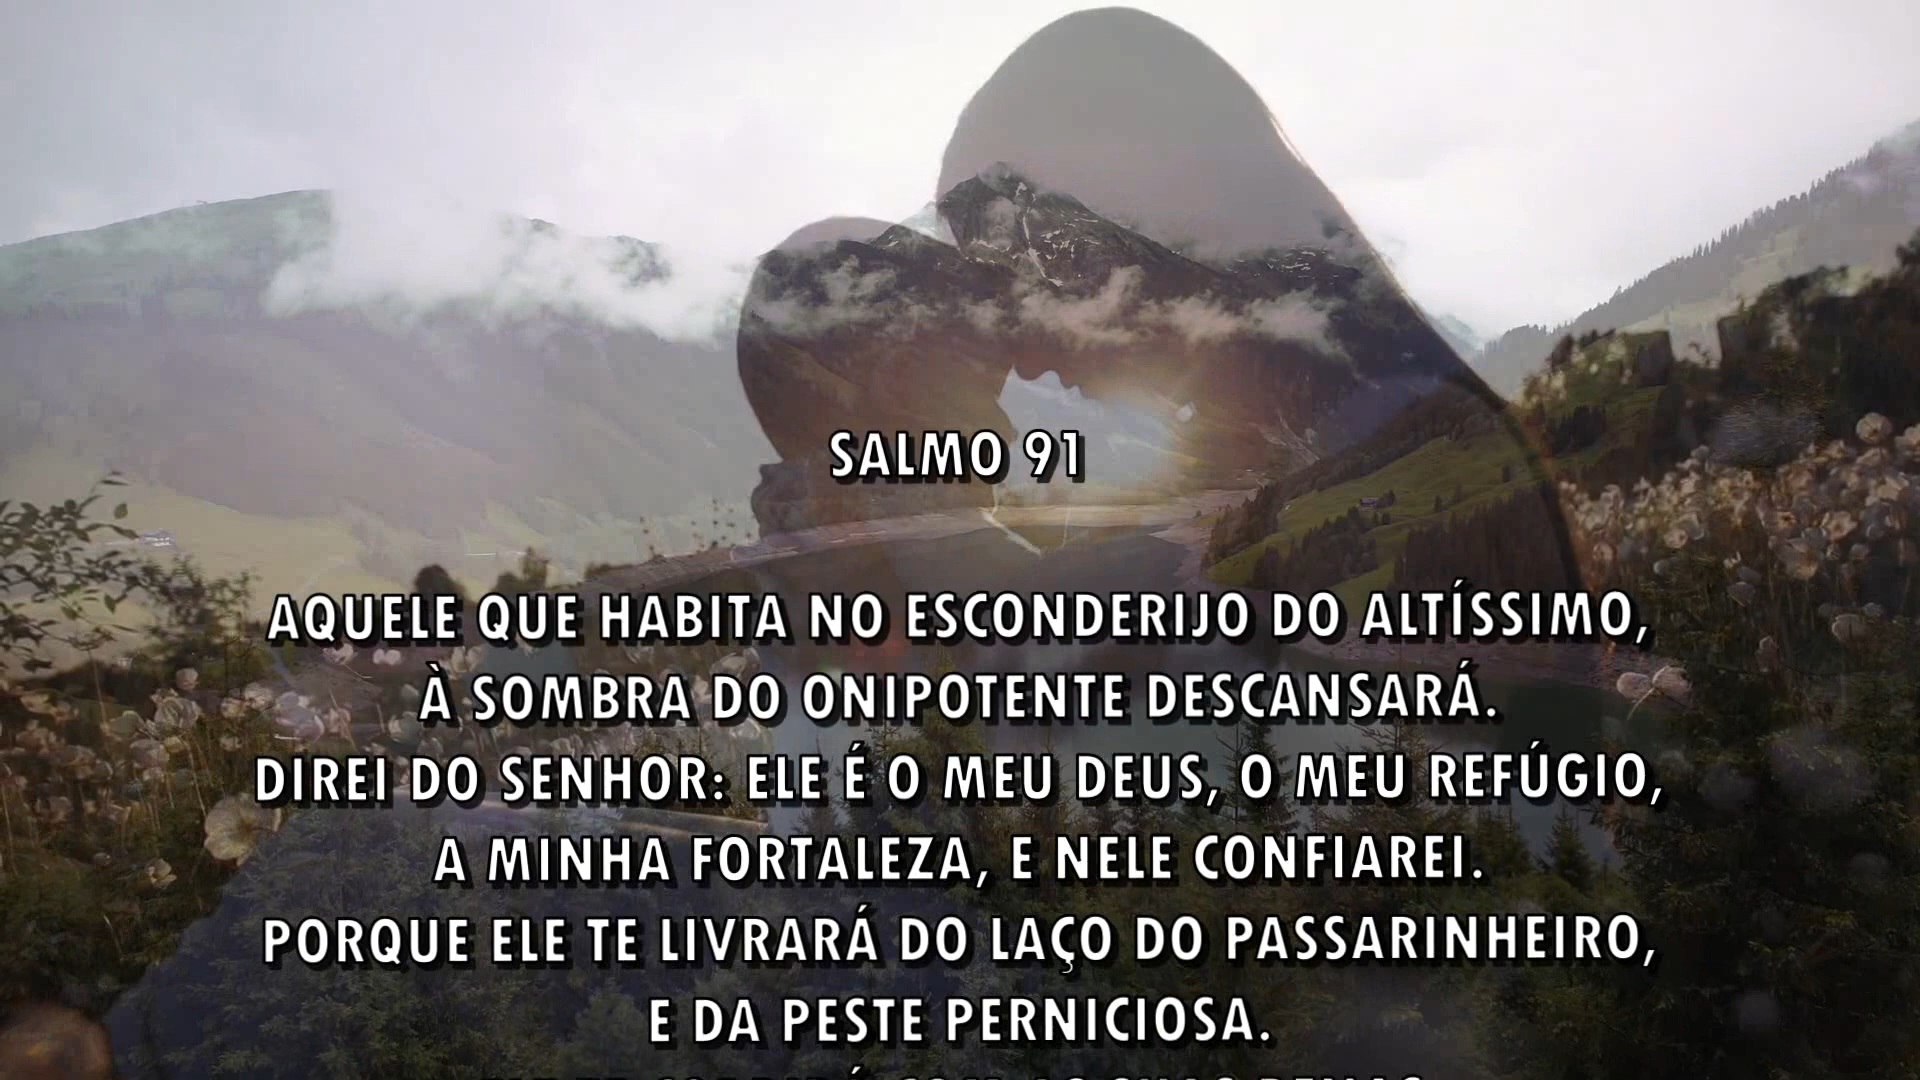 SALMO 91
AQUELE QUE HABITA NO ESCONDERIJO DO ALTÍSSIMO,
À SOMBRA DO ONIPOTENTE DESCANSARÁ.
DIREI DO SENHOR: ELE É O MEU DEUS, O MEU REFÚGIO,
A MINHA FORTALEZA, E NELE CONFIAREI.
PORQUE ELE TE LIVRARÁ DO LAÇO DO PASSARINHEIRO,
E DA PESTE PERNICIOSA.